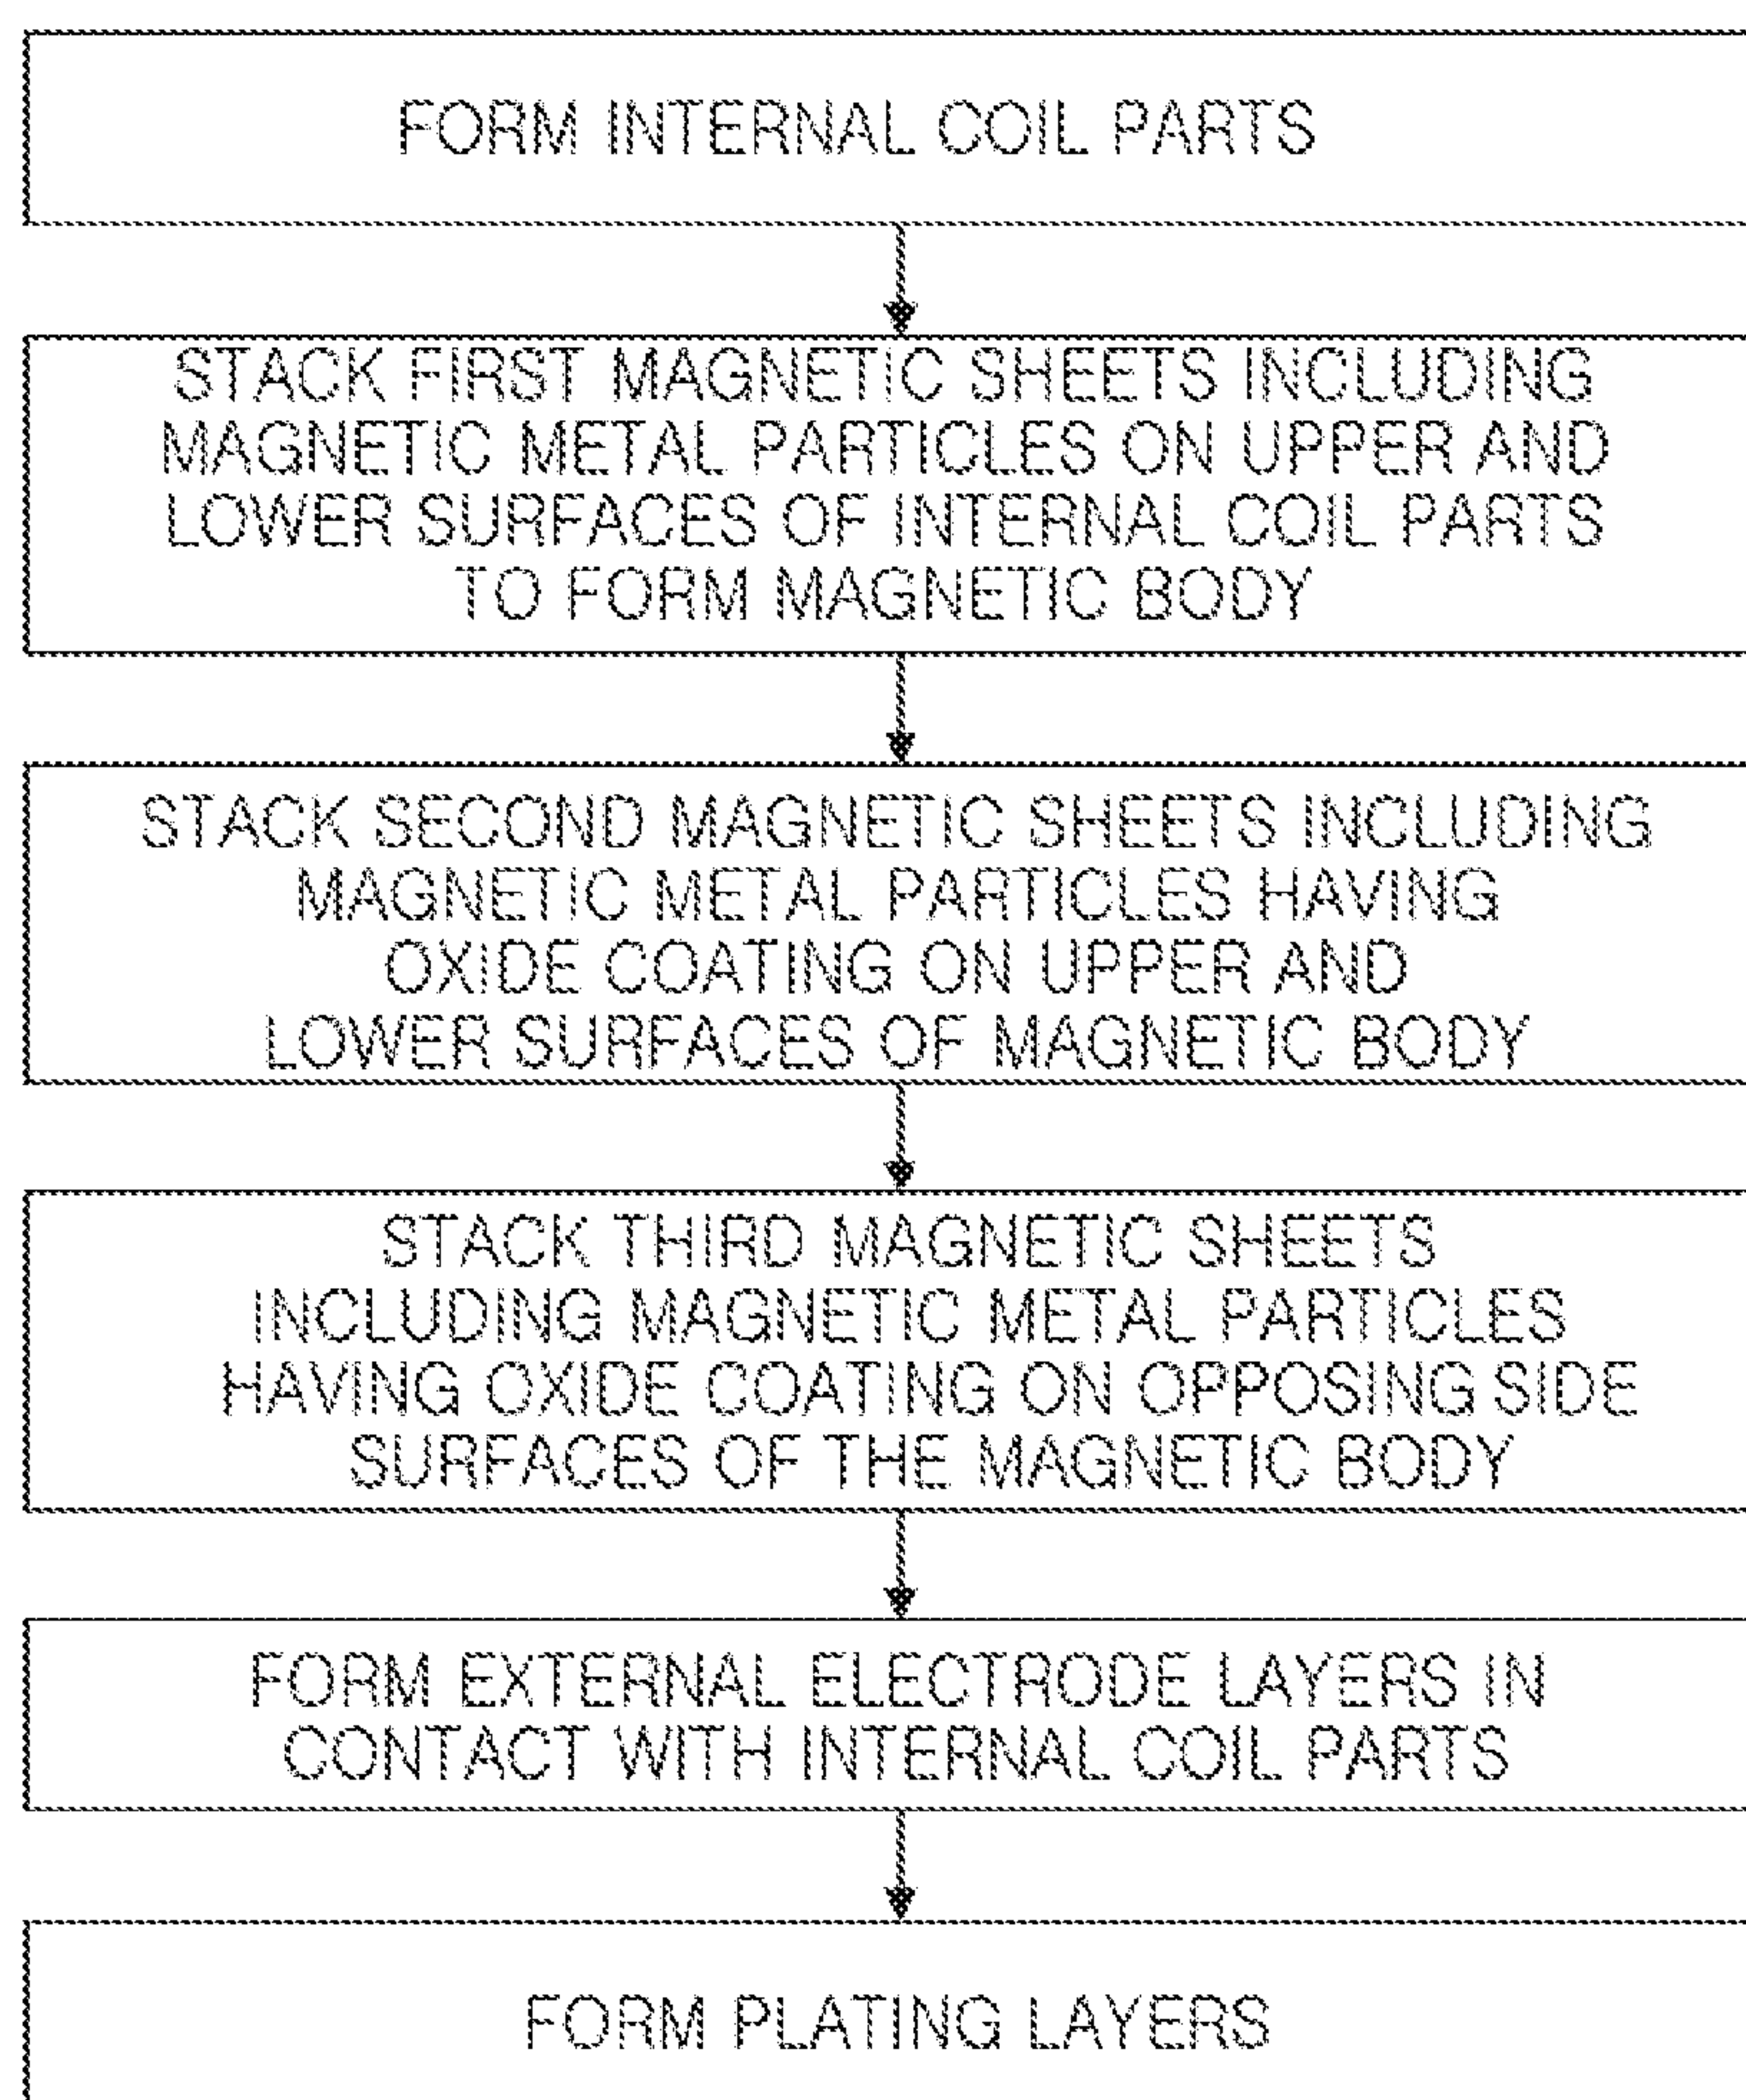 FORM INTERNAL COIL PARTS
STACK FIRST MAGNETIC SHEETS INCLUDING
MAGNETIC METAL PARTICLES ON UPPER AND
LOWER SURFACES OF INTERNAL COIL PARTS
TO FORM MAGNETIC BODY
STACK SECOND MAGNETIC SHEETS INCLUDING
MAGNETIC METAL PARTICLES HAVING
OXIDE COATING ON UPPER AND
LOWER SURFACES OF MAGNETIC BODY
STACK THIRD MAGNETIC SHEETS
INCLUDING MAGNETIC METAL PARTICLES
HAVING OXIDE COATING ON OPPOSING SIDE
SURFACES OF THE MAGNETIC BODY
FORM EXTERNAL ELECTRODE LAYERS IN
CONTACT WITH INTERNAL COIL PARTS
FORM PLATING LAYERS